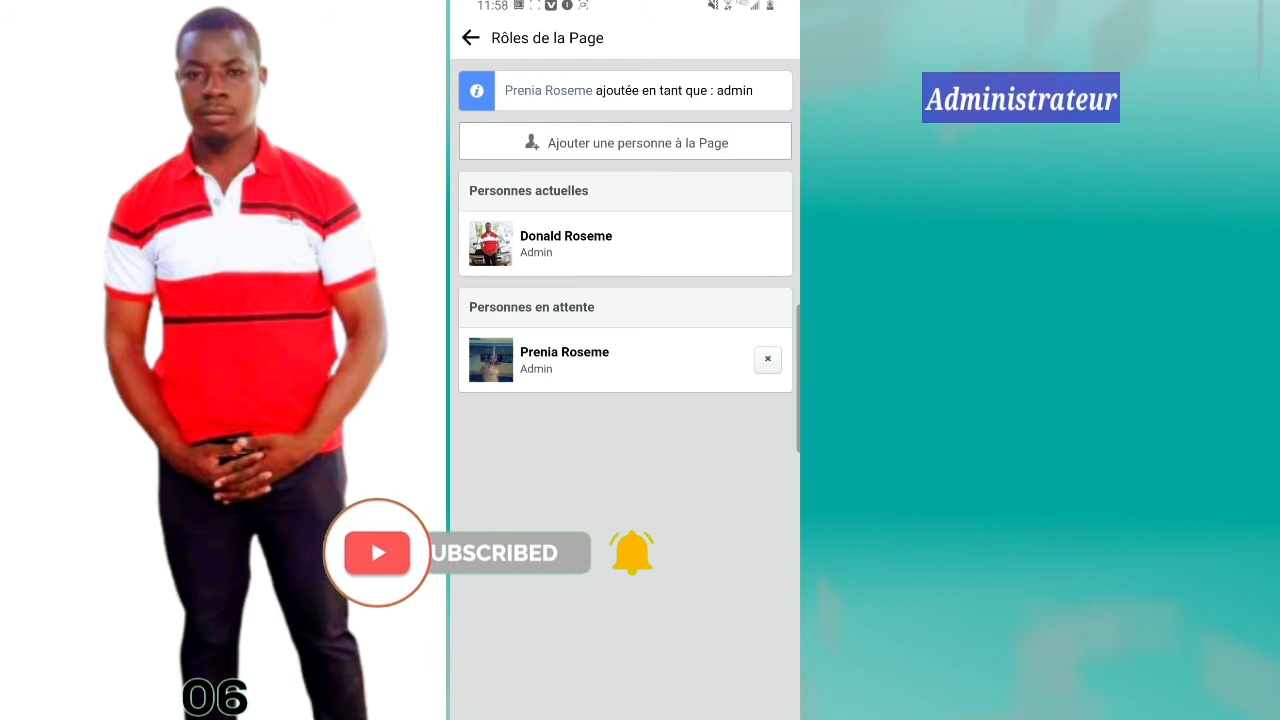 11:58
Rôles de la Page
Prenia Roseme ajoutée en tant que : admin
Ajouter une personne à la Page
Personnes actuelles
Donald Roseme
Admin
Personnes en attente
Prenia Roseme
Admin
Administrateur
UBSCRIBED
06